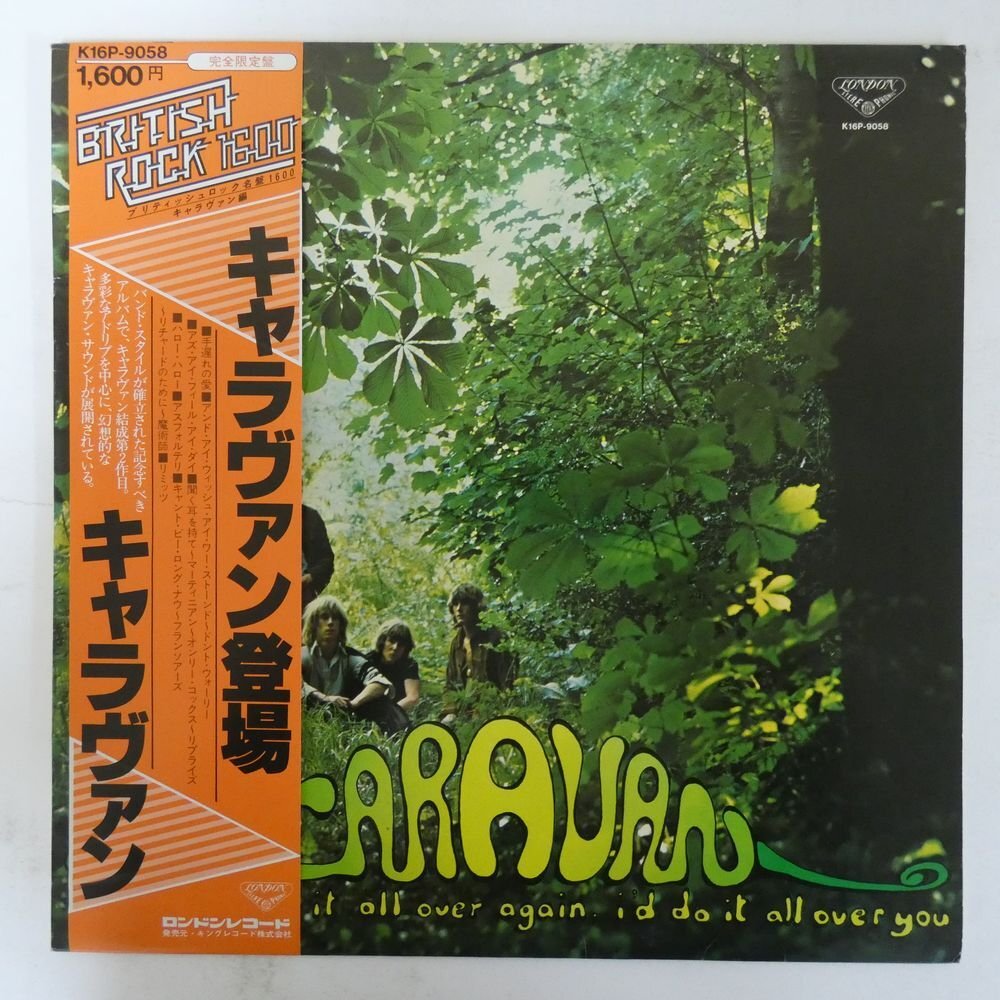 K16P-9058
1,600円
完全限定盤
BRITISH
ROCK 1600
ブリティッシュロック名盤1600
キャラヴァン編
キャラヴァン登場
■手遅れの愛■アンド・アイ・ウィッシュ・アイ・ワー・ストーンド〜ドント・ウォーリー
■アズ・アイ・フィール・アイ・ダイ■聞く耳を持て〜マーティニアン〜オンリー・コックス〜リプライズ
■ハロー・ハロー■アスフォルテリ■キャント・ビー・ロング・ナウ〜フランソアーズ
〜リチャードのために〜魔術師■リミッツ
バンド・スタイルが確立された記念すべき
アルバムで、キャラヴァン結成第2作目。
多彩なアドリブを中心に、幻想的な
キャラヴァン・サウンドが展開されている。
キャラヴァン
LONDON
ロンドンレコード
発売元・キングレコード株式会社
LONDON
K16P-9058
CARAVAN
it all over again. i'd do it all over you